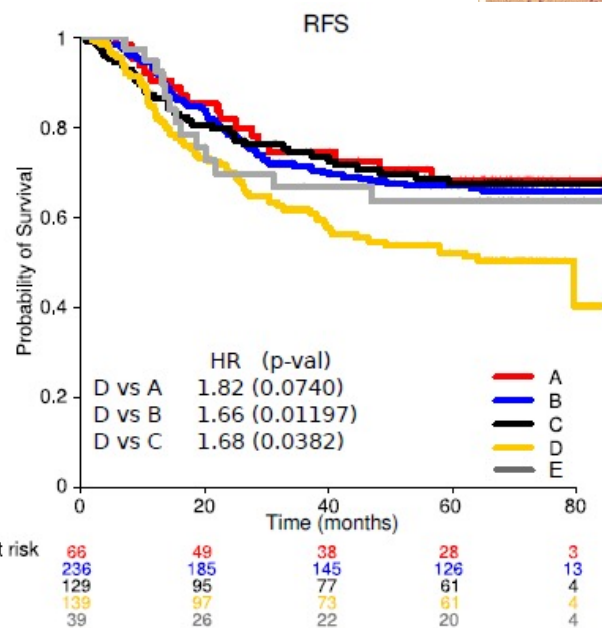 RFS
1
0.8
0.6
0.4
0.2
0
Probability of Survival
HR (p-val)
D vs A 1.82 (0.0740)
D vs B 1.66 (0.01197)
D vs C 1.68 (0.0382)
A
B
C
D
E
0 20 40 60 80
Time (months)
t risk 66 49 38 28 3
236 185 145 126 13
129 95 77 61 4
139 97 73 61 4
39 26 22 20 4